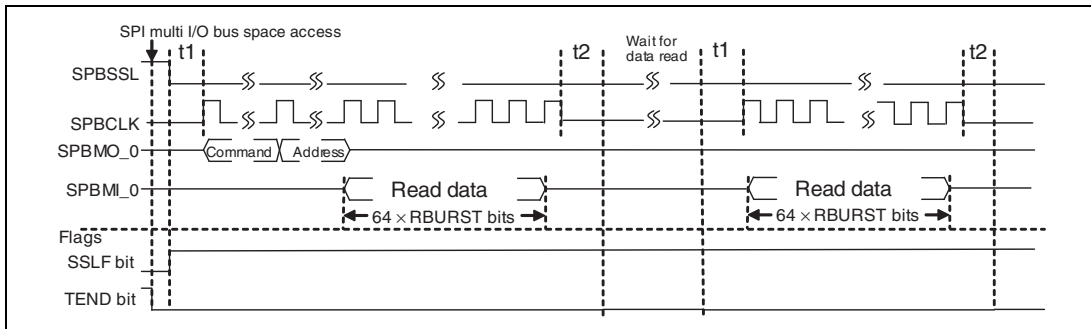 SPI multi I/O bus space access
t1
t2
Wait for
data read
t1
t2
SPBSSL
SPBCLK
SPBMO_0
Command
Address
SPBMI_0
Read data
Read data
64 × RBURST bits
64 × RBURST bits
Flags
SSLF bit
TEND bit